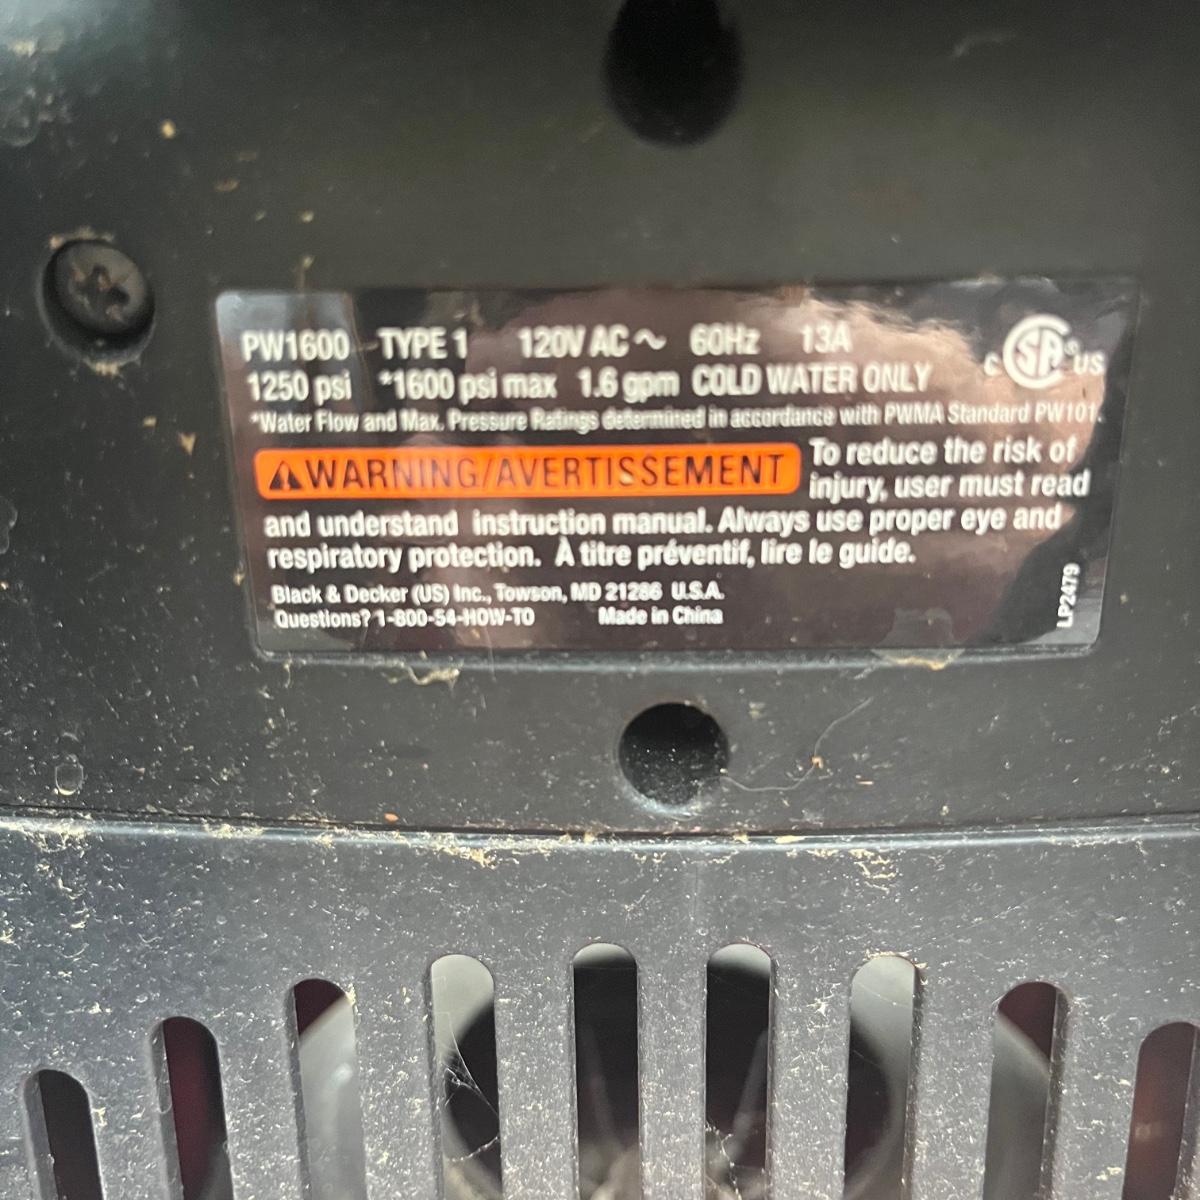 PW1600 TYPE 1 120V AC ~ 60Hz 13A
1250 psi *1600 psi max 1.6 gpm COLD WATER ONLY
C SA ® US
*Water Flow and Max. Pressure Ratings determined in accordance with PWMA Standard PW101.
WARNING/AVERTISSEMENT To reduce the risk of
injury, user must read
and understand instruction manual. Always use proper eye and
respiratory protection. À titre préventif, lire le guide.
Black & Decker (US) Inc., Towson, MD 21286 U.S.A.
Questions? 1-800-54-HOW-TO Made in China
LP2479